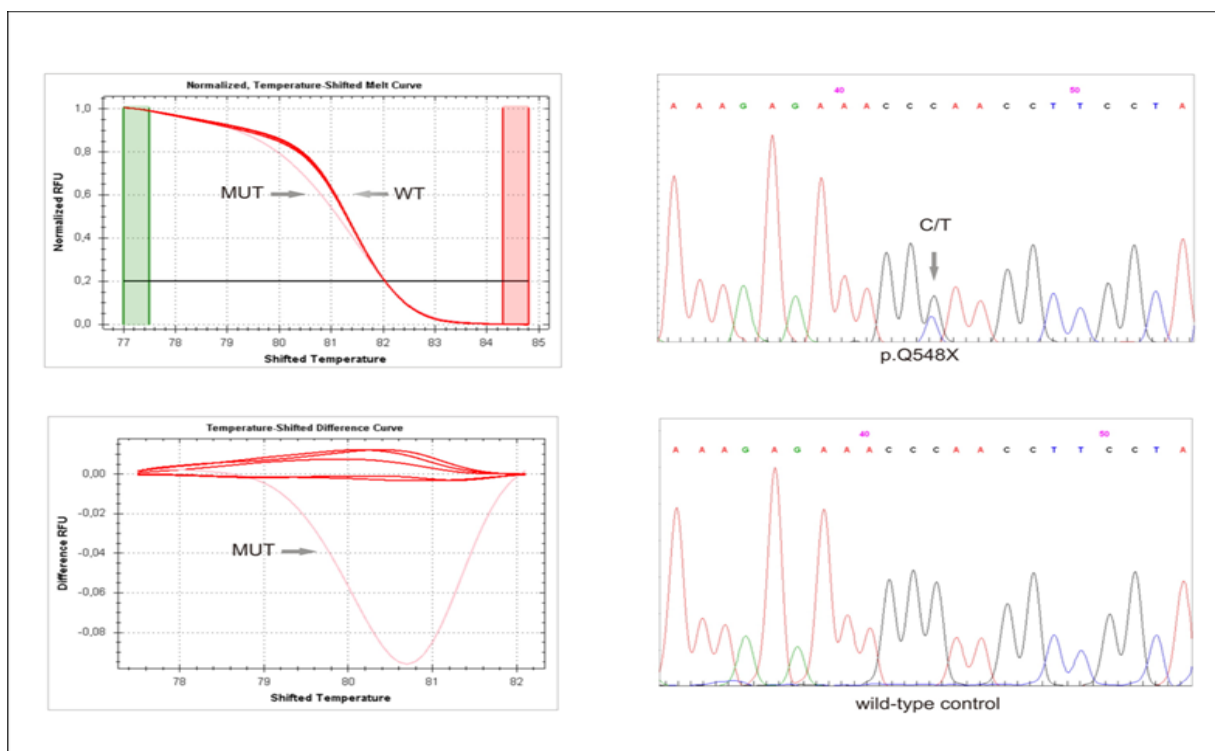 Normalized, Temperature-Shifted Melt Curve
Normalized RFU
1,0
0,8
0,6
0,4
0,2
0,0
MUT
WT
77 78 79 80 81 82 83 84 85
Shifted Temperature
40 50
A A A G A G A A A C C C A A C C T T C C T A
C/T
p.Q548X
Temperature-Shifted Difference Curve
Difference RFU
0,00
-0,02
-0,04
-0,06
-0,08
MUT
78 79 80 81 82
Shifted Temperature
40 50
A A A G A G A A A C C C A A C C T T C C T A
wild-type control